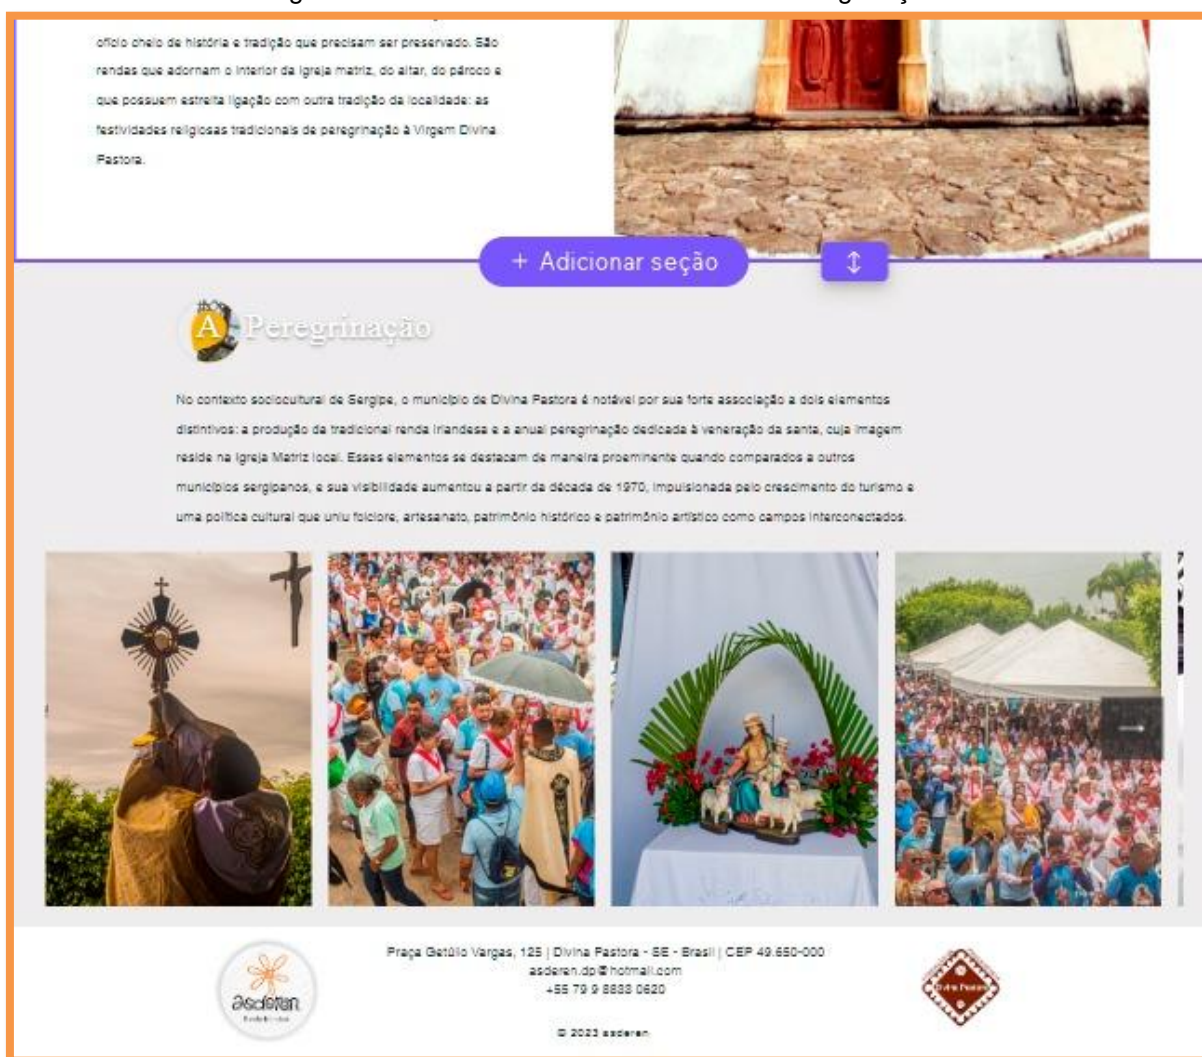 ofício cheio de história e tradição que precisam ser preservado. São
rendas que adornam o interior da igreja matriz, do altar, do pároco e
que possuem estreita ligação com outra tradição da localidade: as
festividades religiosas tradicionais de peregrinação à Virgem Divina
Pastora.
+ Adicionar seção
A Peregrinação
No contexto sociocultural de Sergipe, o município de Divina Pastora é notável por sua forte associação a dois elementos
distintivos: a produção da tradicional renda irlandesa e a anual peregrinação dedicada à veneração da santa, cuja imagem
reside na Igreja Matriz local. Esses elementos se destacam de maneira proeminente quando comparados a outros
municípios sergipanos, e sua visibilidade aumentou a partir da década de 1970, impulsionada pelo crescimento do turismo e
uma política cultural que uniu folclore, artesanato, patrimônio histórico e patrimônio artístico como campos interconectados.
Praça Getúlio Vargas, 125 | Divina Pastora - SE - Brasil | CEP 49.650-000
asderen.dp@hotmail.com
+55 79 9 8833 0620
© 2023 asderen
asderen
Divina Pastora